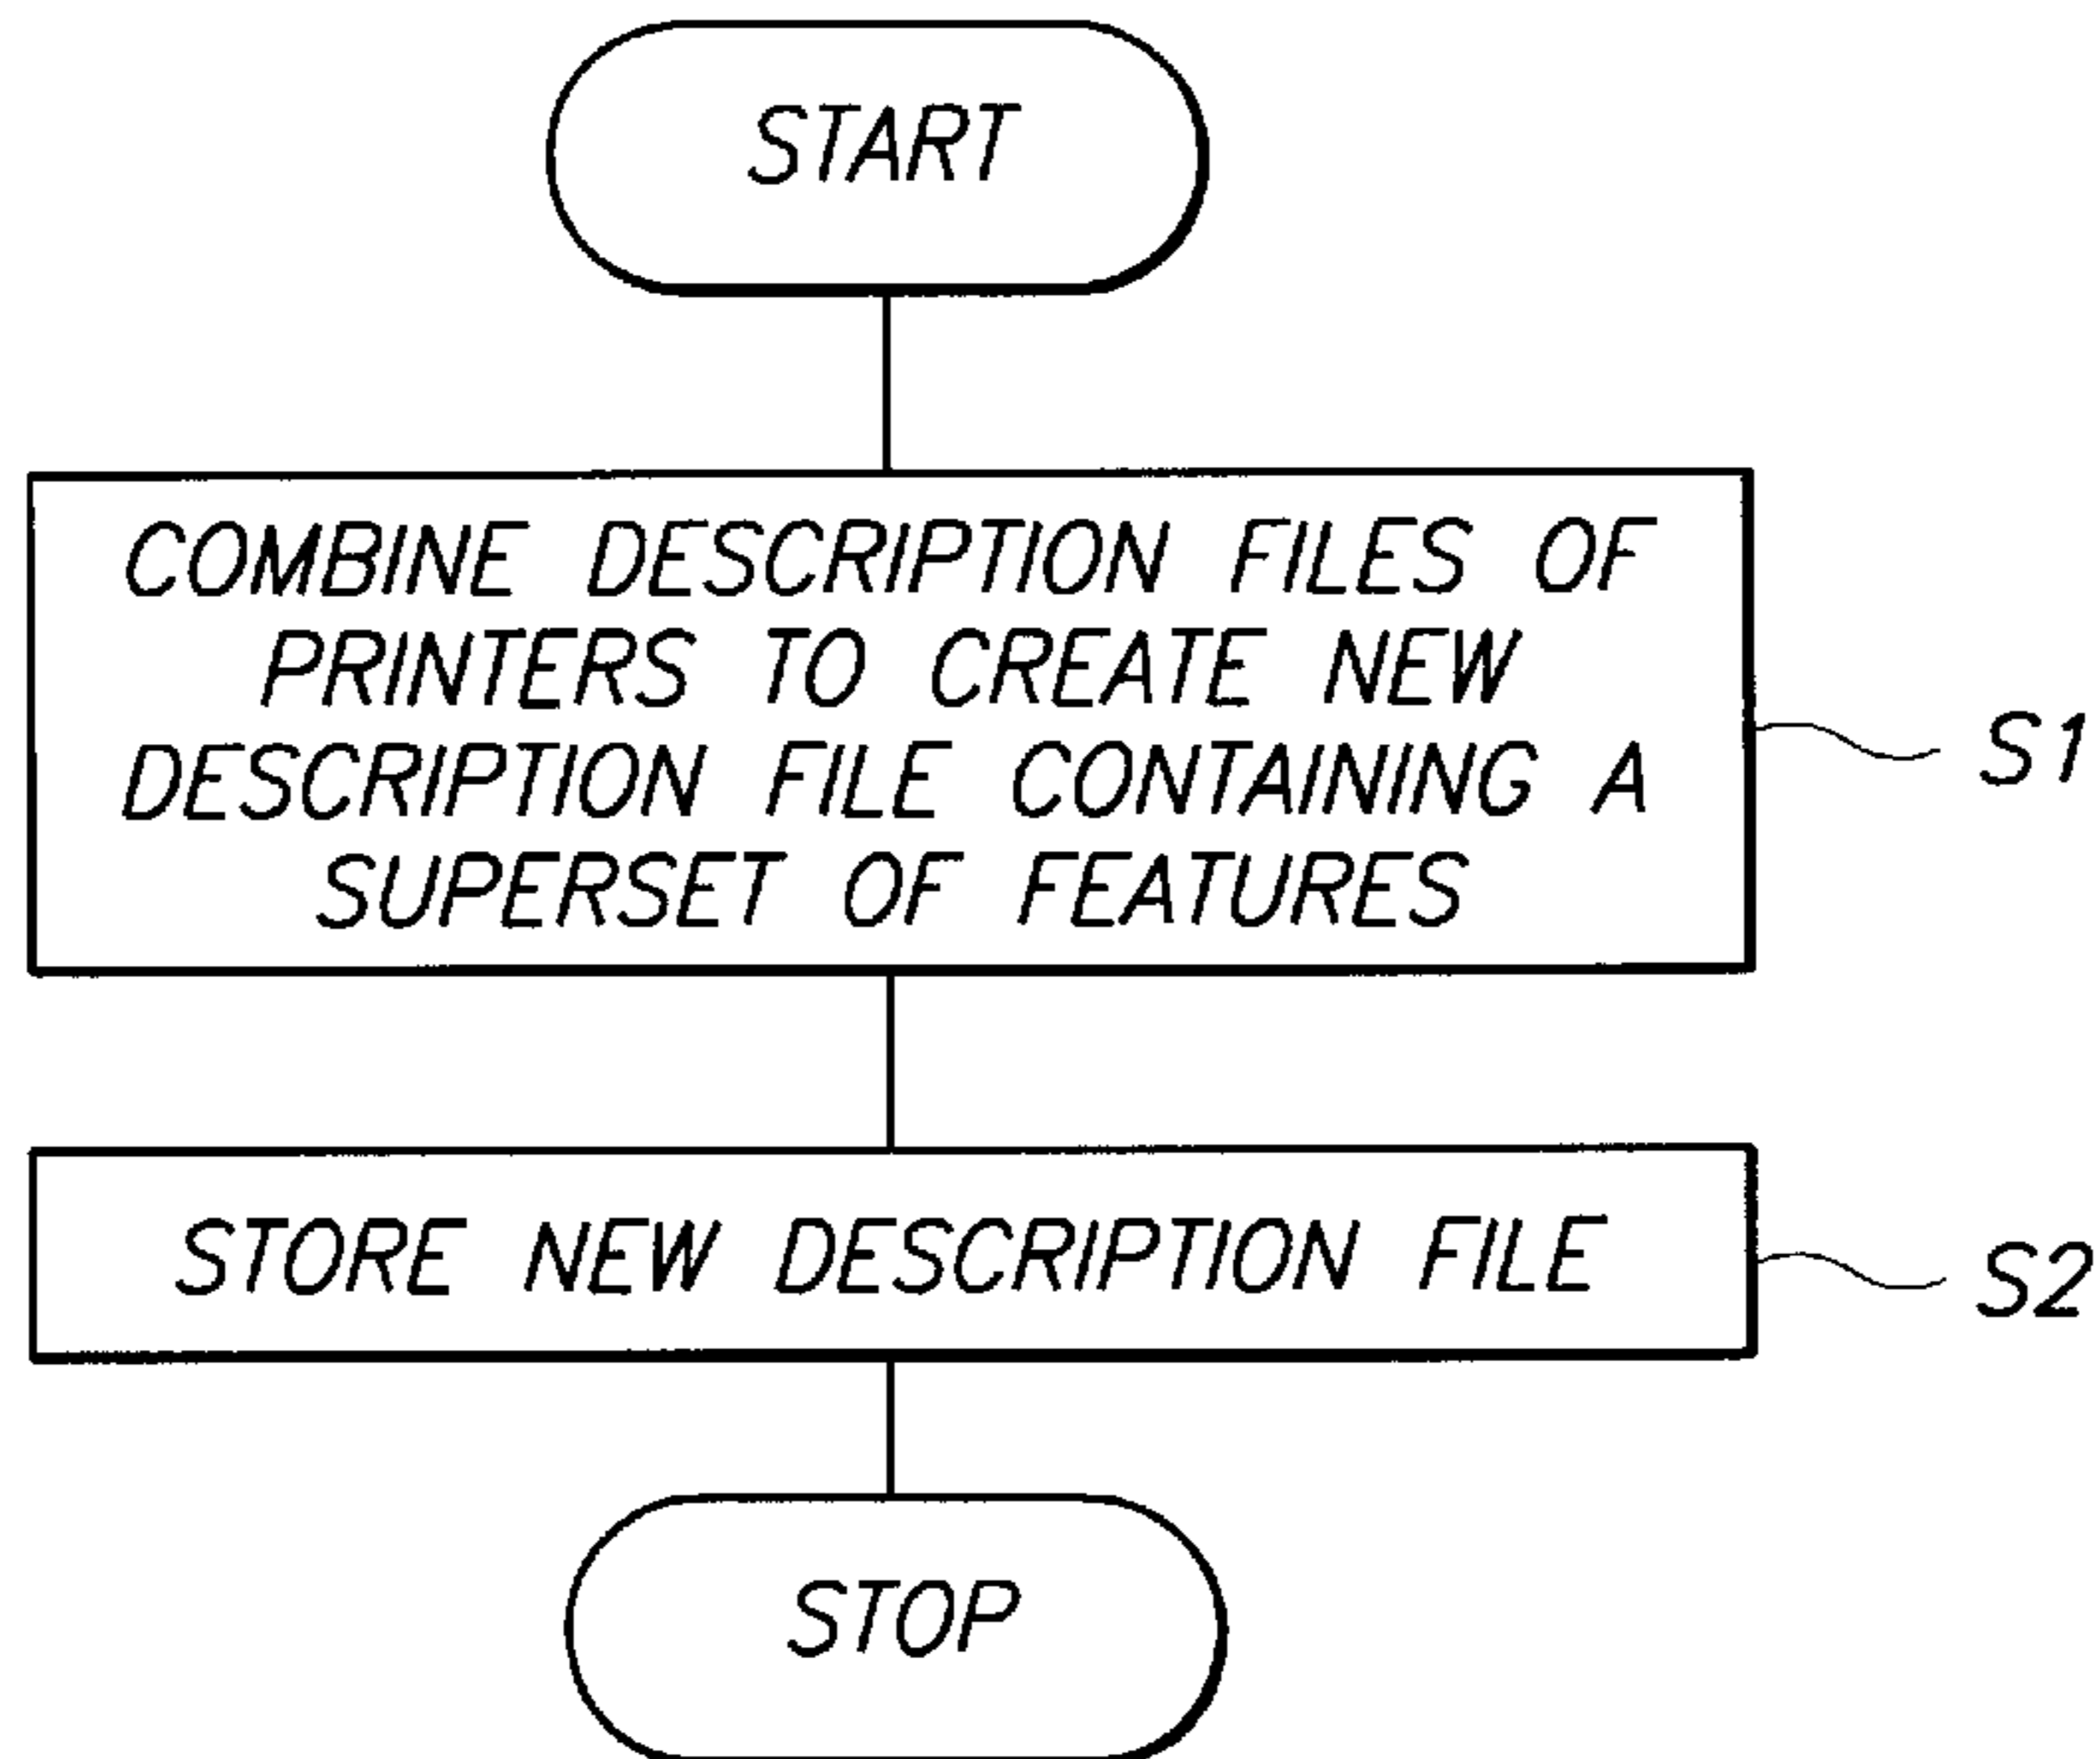 START
COMBINE DESCRIPTION FILES OF
PRINTERS TO CREATE NEW
DESCRIPTION FILE CONTAINING A
SUPERSET OF FEATURES
S1
STORE NEW DESCRIPTION FILE
S2
STOP